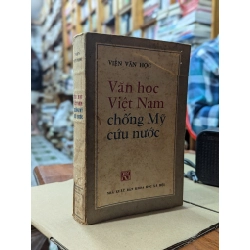 VIỆN VĂN HỌC
Văn học
Việt Nam
chống Mỹ
cứu nước
NHÀ XUẤT BẢN KHOA HỌC XÃ HỘI